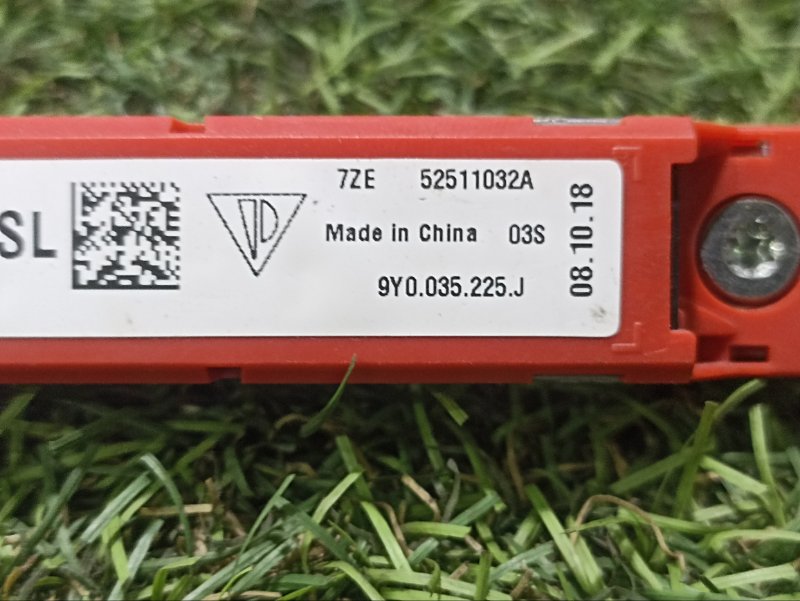 SL
7ZE 52511032A
Made in China 03S
9Y0.035.225.J
08.10.18